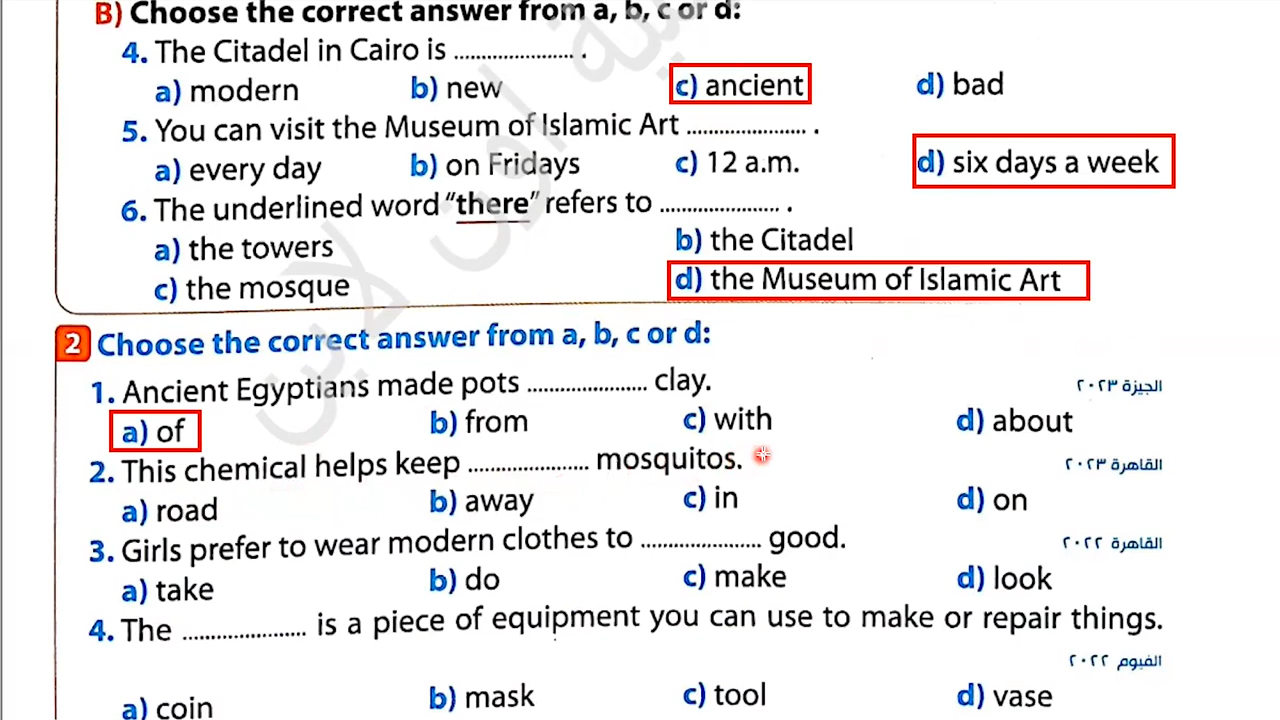 B) Choose the correct answer from a, b, c or d:
4. The Citadel in Cairo is ..................... .
a) modern b) new c) ancient d) bad
5. You can visit the Museum of Islamic Art ..................... .
a) every day b) on Fridays c) 12 a.m. d) six days a week
6. The underlined word "there" refers to ..................... .
a) the towers b) the Citadel
c) the mosque d) the Museum of Islamic Art
2 Choose the correct answer from a, b, c or d:
1. Ancient Egyptians made pots ..................... clay. الجيزة ٢٠٢٣
a) of b) from c) with d) about
2. This chemical helps keep ..................... mosquitos. القاهرة ٢٠٢٣
a) road b) away c) in d) on
3. Girls prefer to wear modern clothes to ..................... good. القاهرة ٢٠٢٢
a) take b) do c) make d) look
4. The ..................... is a piece of equipment you can use to make or repair things.
الفيوم ٢٠٢٢
a) coin b) mask c) tool d) vase